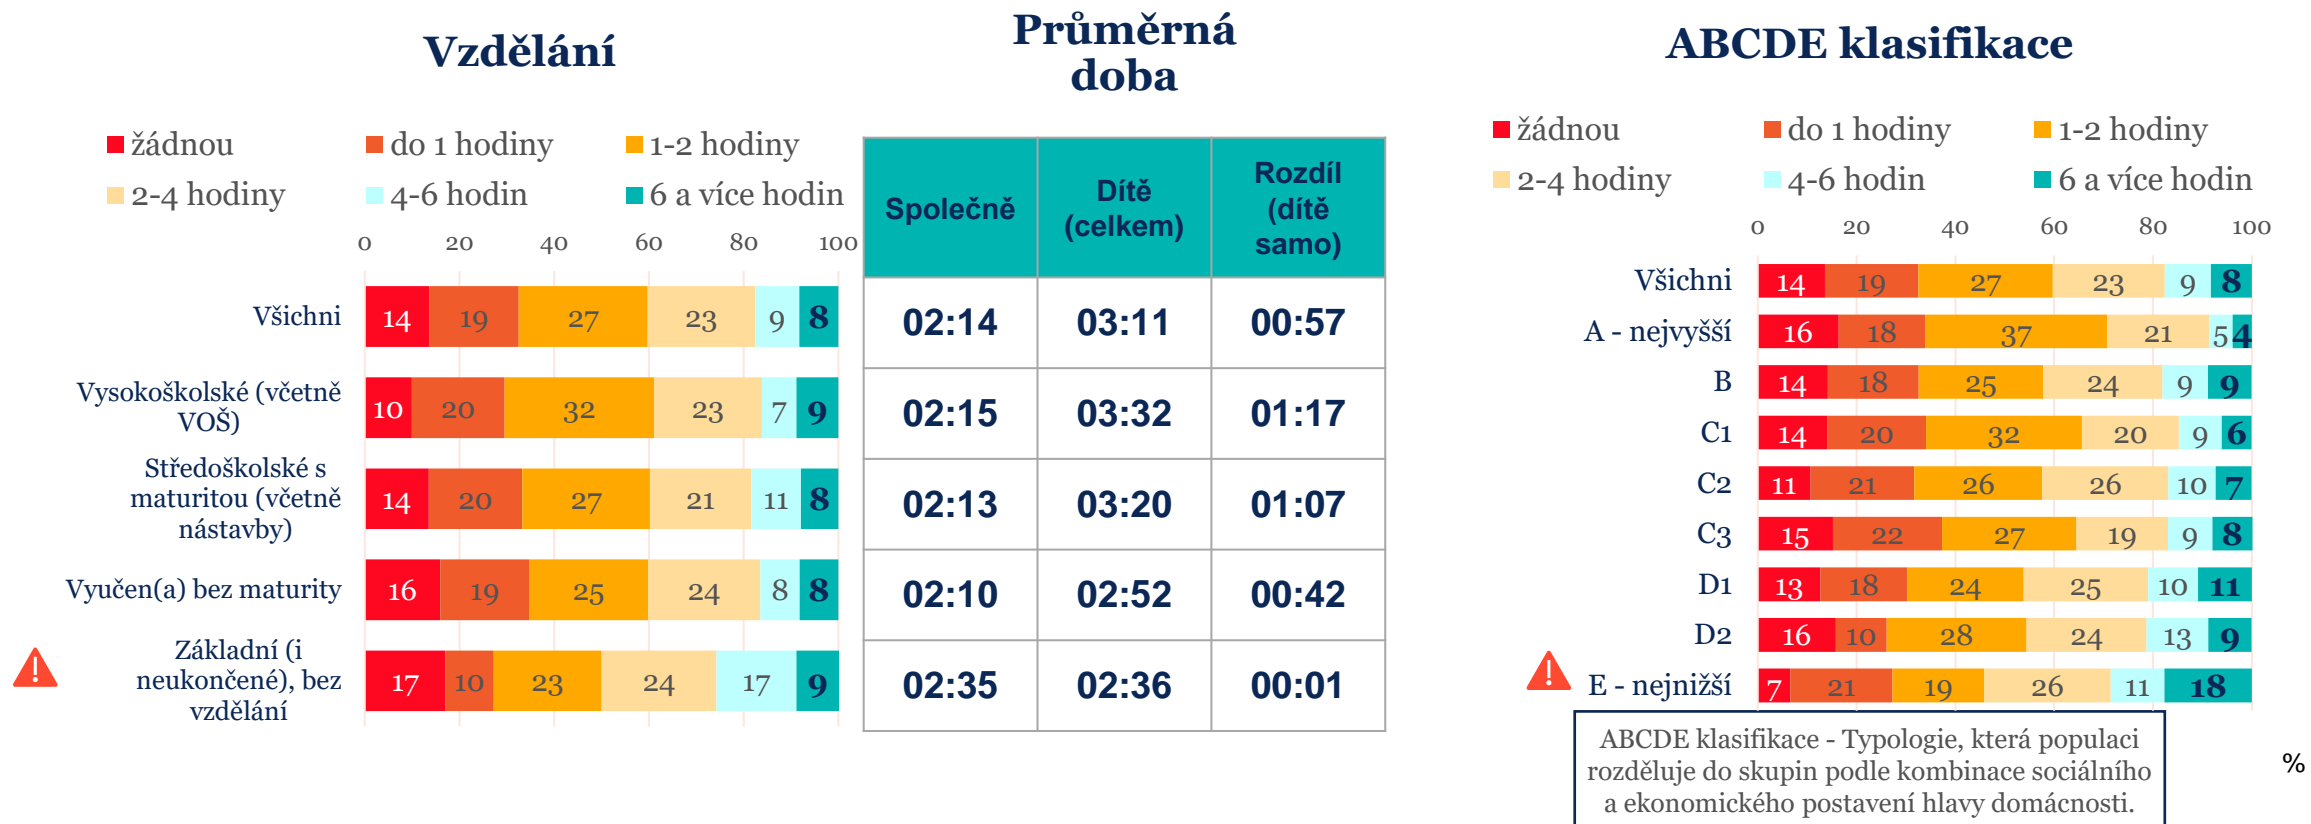 Vzdělání
žádnou
do 1 hodiny
1-2 hodiny
2-4 hodiny
4-6 hodin
6 a více hodin
0 20 40 60 80 100
Všichni
14 19 27 23 9 8
Vysokoškolské (včetně
VOŠ)
10 20 32 23 7 9
Středoškolské s
maturitou (včetně
nástavby)
14 20 27 21 11 8
Vyučen(a) bez maturity
16 19 25 24 8 8
Základní (i
neukončené), bez
vzdělání
17 10 23 24 17 9
Průměrná
doba
Společně
Dítě
(celkem)
Rozdíl
(dítě
samo)
02:14 03:11 00:57
02:15 03:32 01:17
02:13 03:20 01:07
02:10 02:52 00:42
02:35 02:36 00:01
ABCDE klasifikace
žádnou
do 1 hodiny
1-2 hodiny
2-4 hodiny
4-6 hodin
6 a více hodin
0 20 40 60 80 100
Všichni 14 19 27 23 9 8
A - nejvyšší 16 18 37 21 5 4
B 14 18 25 24 9 9
C1 14 20 32 20 9 6
C2 11 21 26 26 10 7
C3 15 22 27 19 9 8
D1 13 18 24 25 10 11
D2 16 10 28 24 13 9
E - nejnižší 7 21 19 26 11 18
ABCDE klasifikace - Typologie, která populaci
rozděluje do skupin podle kombinace sociálního
a ekonomického postavení hlavy domácnosti.
%